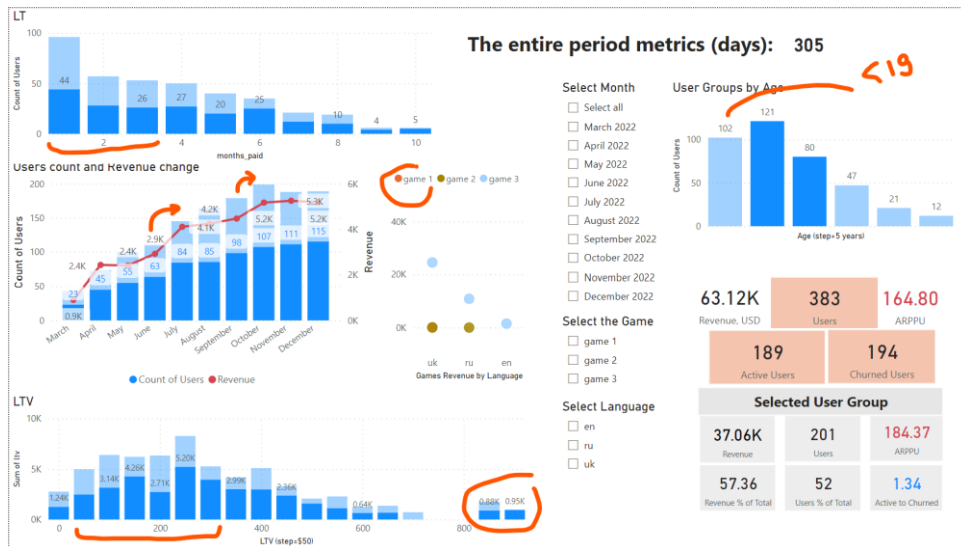 LT
The entire period metrics (days): 305
<19
Count of Users
100
50
0
44
26
27
20
25
10
4
5
2
4
6
8
10
months_paid
Users count and Revenue change
Count of Users
200
150
100
50
0
6K
4K
2K
0K
Revenue
23
0.9K
2.4K
45
2.4K
55
2.9K
63
84
4.2K
4.1K
85
98
5.2K
107
111
5.3K
5.2K
115
March
April
May
June
July
August
September
October
November
December
Count of Users
Revenue
game 1
game 2
game 3
40K
20K
0K
uk
ru
en
Games Revenue by Language
LTV
Sum of ltv
10K
5K
0K
1.24K
3.14K
4.26K
2.71K
5.20K
2.99K
2.36K
0.64K
0.88K
0.95K
0
200
400
600
800
LTV (step=$50)
Select Month
Select all
March 2022
April 2022
May 2022
June 2022
July 2022
August 2022
September 2022
October 2022
November 2022
December 2022
Select the Game
game 1
game 2
game 3
Select Language
en
ru
uk
User Groups by Age
Count of Users
100
50
0
102
121
80
47
21
12
Age (step=5 years)
63.12K
Revenue, USD
383
Users
164.80
ARPPU
189
Active Users
194
Churned Users
Selected User Group
37.06K
Revenue
201
Users
184.37
ARPPU
57.36
Revenue % of Total
52
Users % of Total
1.34
Active to Churned